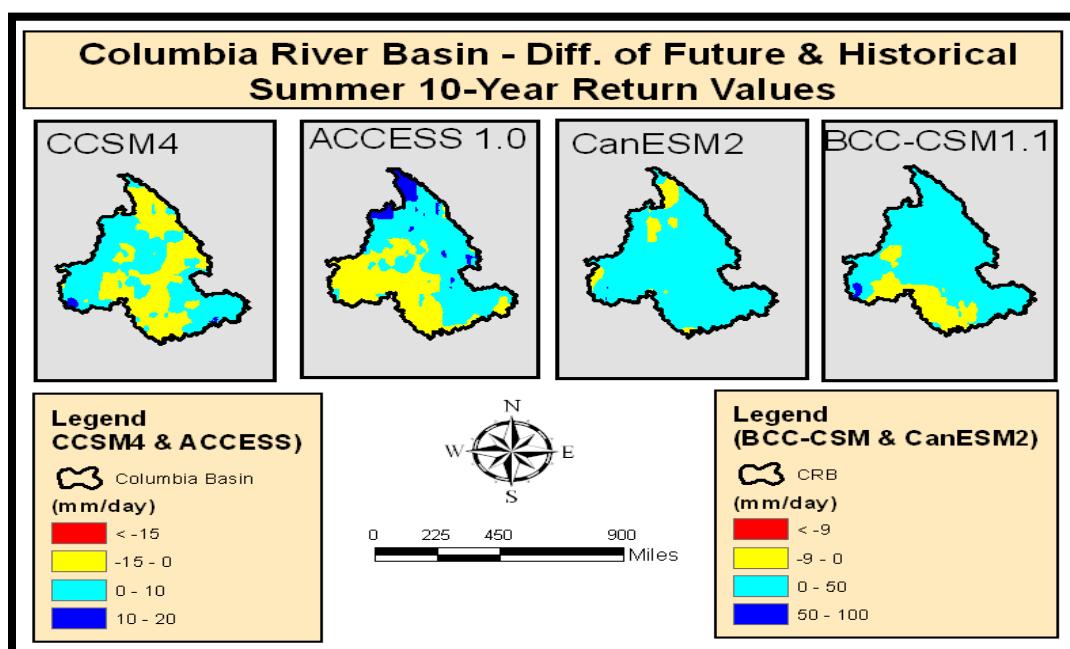 Columbia River Basin - Diff. of Future & Historical
Summer 10-Year Return Values
CCSM4
ACCESS 1.0
CanESM2
BCC-CSM1.1
Legend
CCSM4 & ACCESS)
Columbia Basin
(mm/day)
< -15
-15 - 0
0 - 10
10 - 20
N
W
E
S
0 225 450 900
Miles
Legend
(BCC-CSM & CanESM2)
CRB
(mm/day)
< -9
-9 - 0
0 - 50
50 - 100